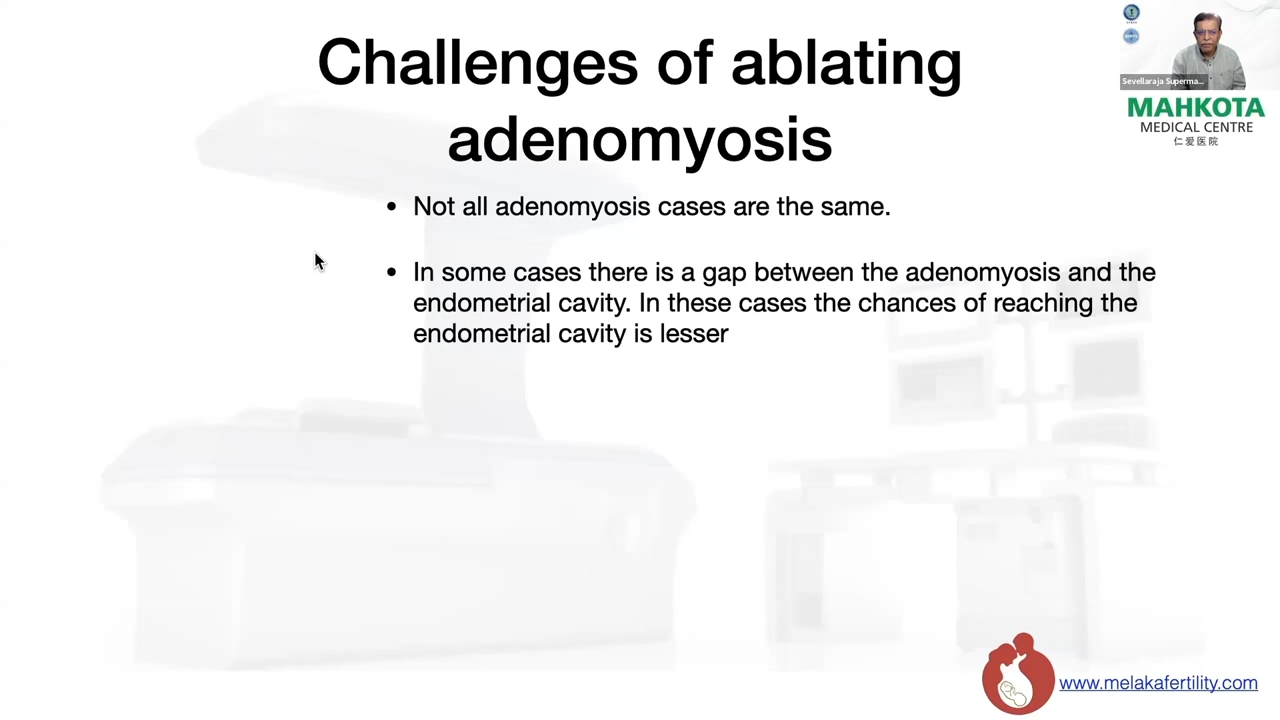 Challenges of ablating
adenomyosis
Sevellaraja Superma...
MAHKOTA
MEDICAL CENTRE
仁爱医院
• Not all adenomyosis cases are the same.
• In some cases there is a gap between the adenomyosis and the
endometrial cavity. In these cases the chances of reaching the
endometrial cavity is lesser
www.melakafertility.com